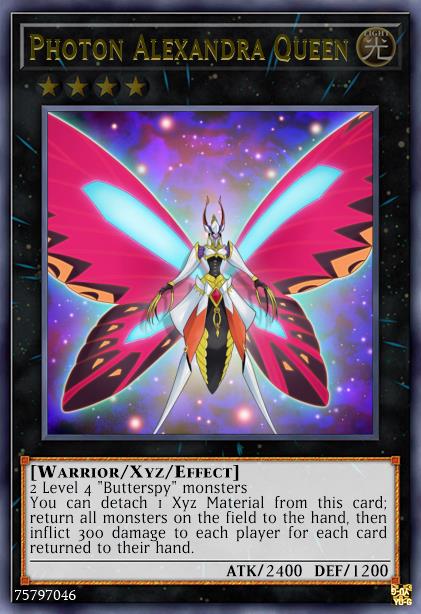 Photon Alexandra Queen
LIGHT
光
[Warrior/Xyz/Effect]
2 Level 4 "Butterspy" monsters
You can detach 1 Xyz Material from this card;
return all monsters on the field to the hand, then
inflict 300 damage to each player for each card
returned to their hand.
ATK/2400 DEF/1200
75797046